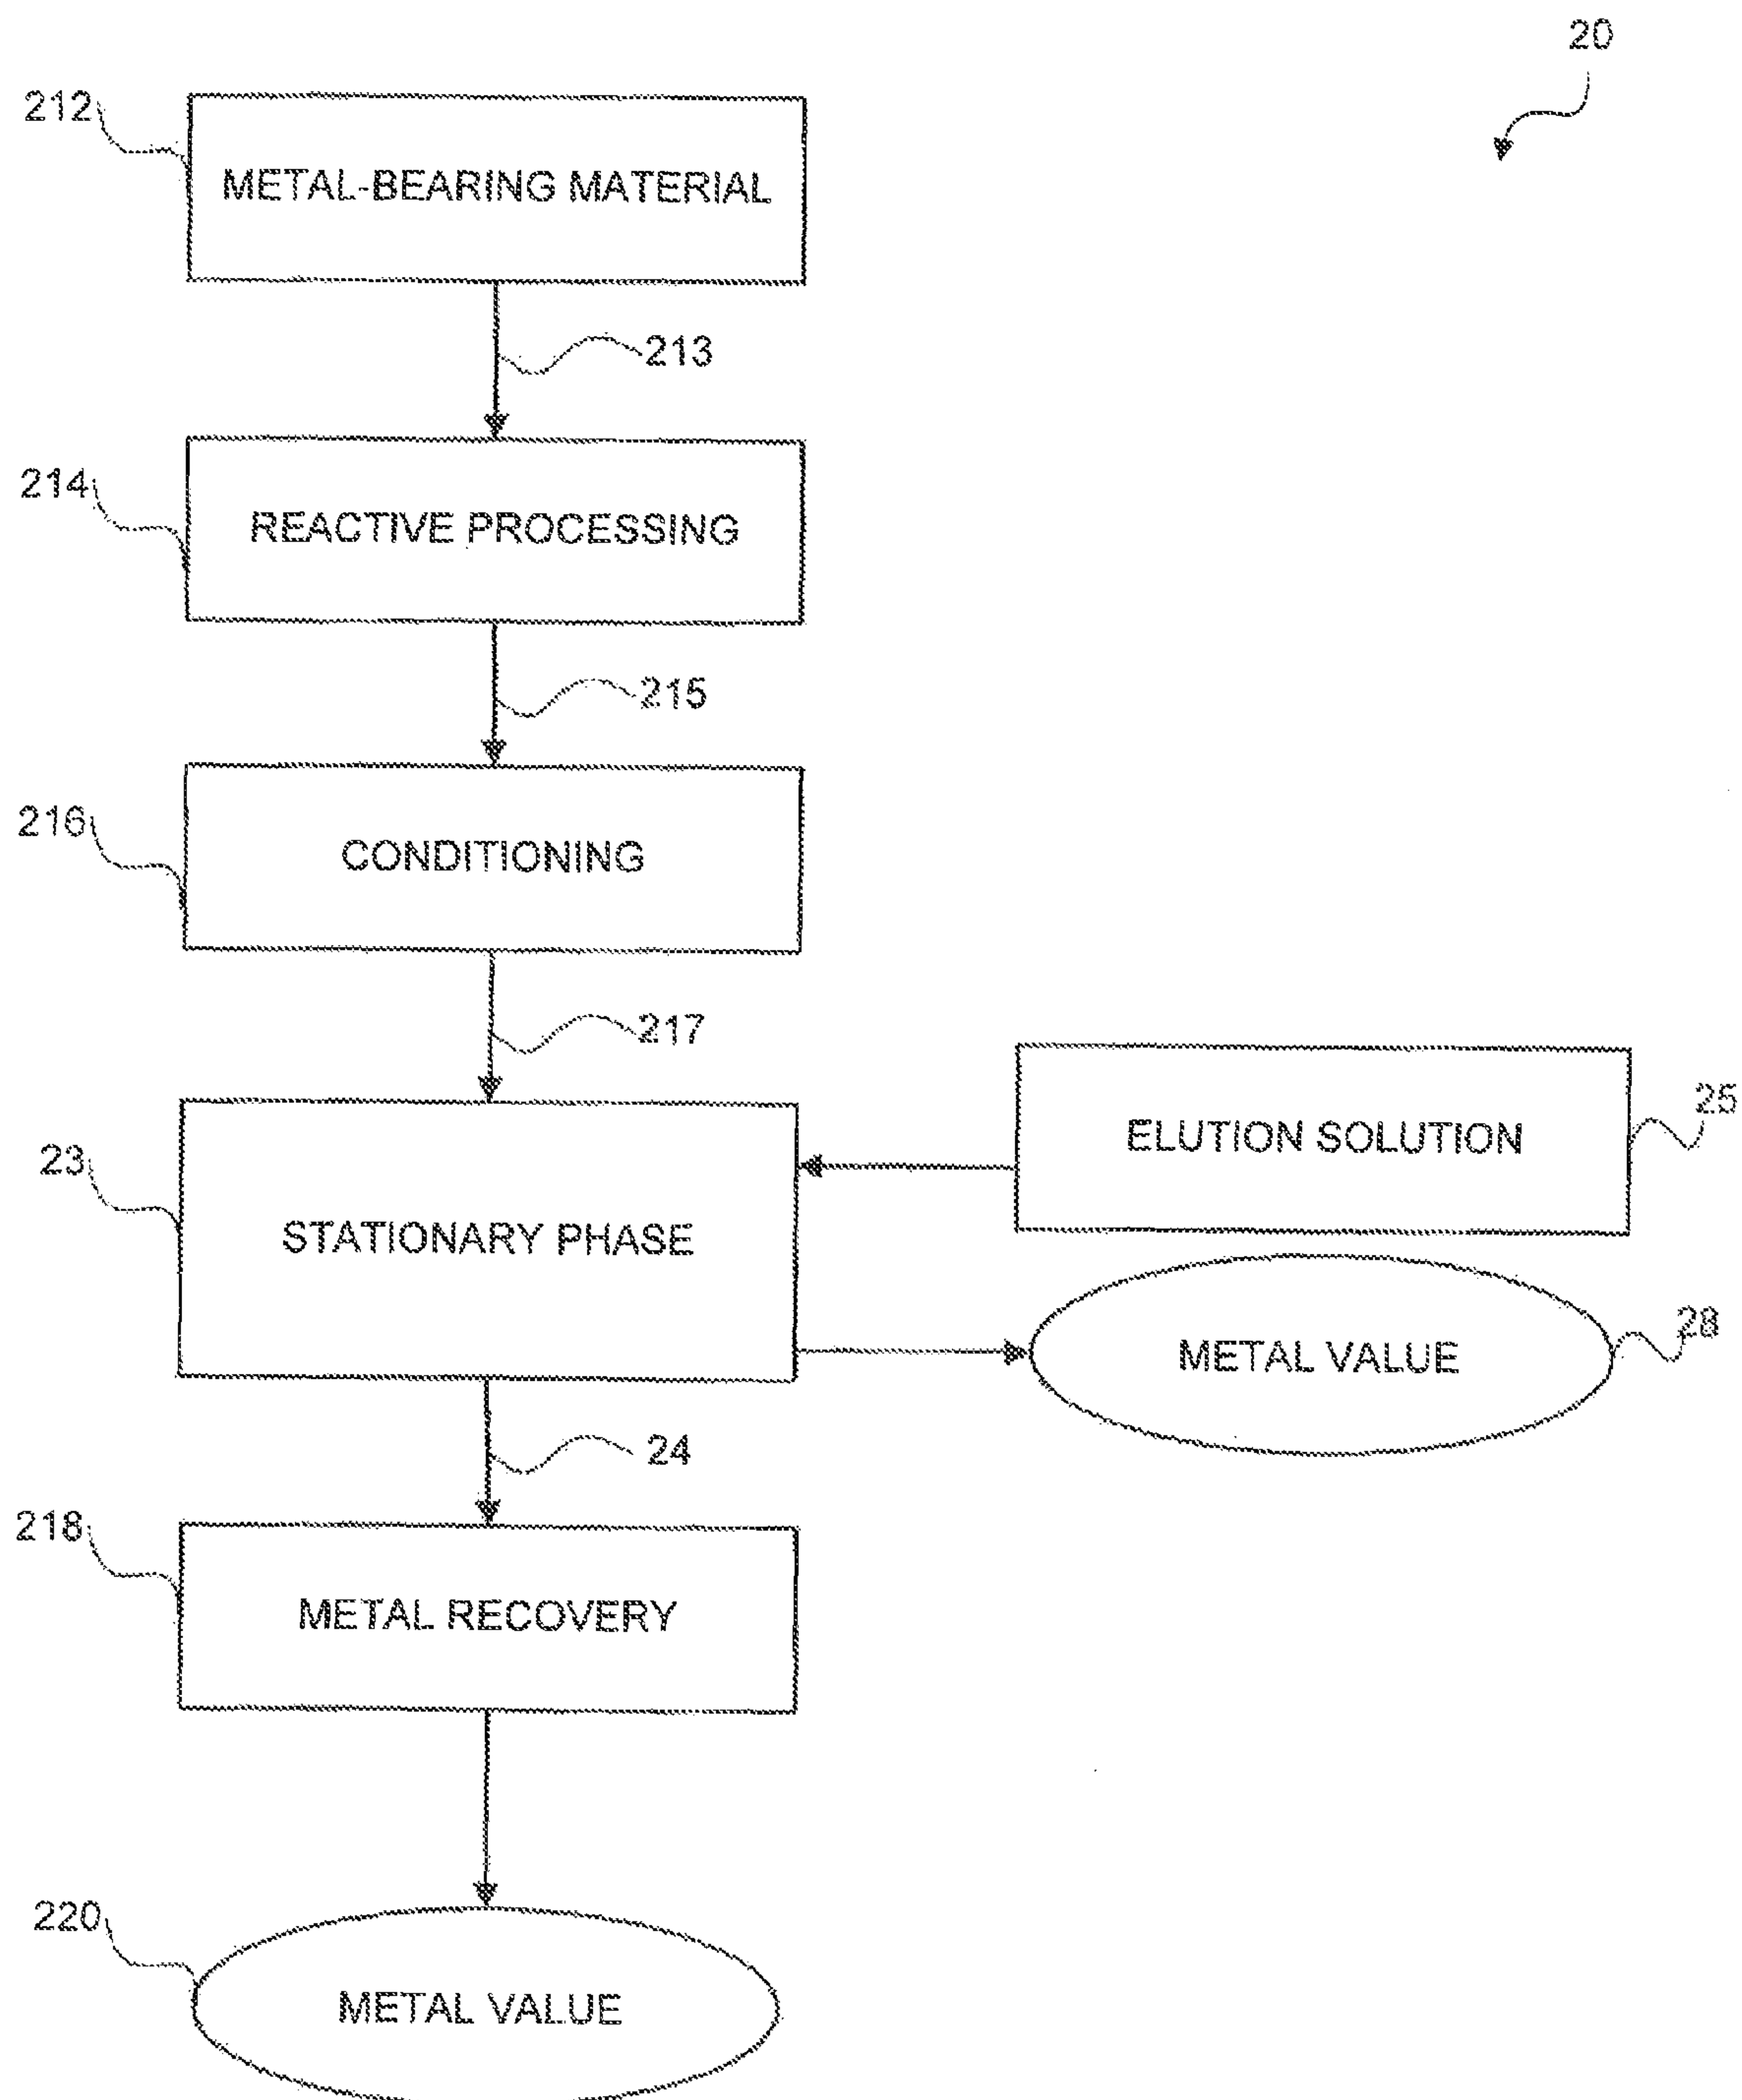 20
212
METAL-BEARING MATERIAL
213
214
REACTIVE PROCESSING
215
216
CONDITIONING
217
23
STATIONARY PHASE
ELUTION SOLUTION
25
METAL VALUE
28
24
218
METAL RECOVERY
220
METAL VALUE